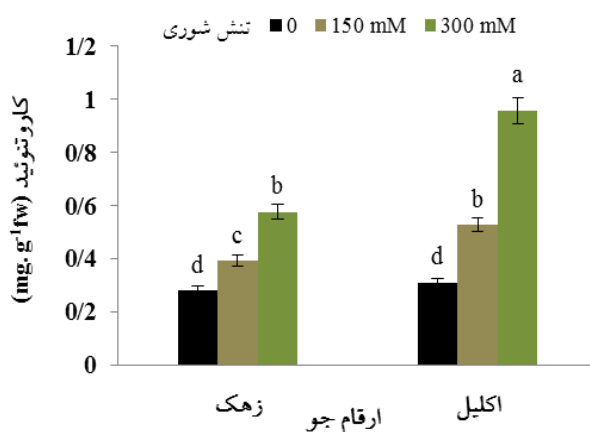 تنش شوری 0 150 mM 300 mM
کاروتنوئید (mg. g-1fw)
1/2
1
0/8
0/6
0/4
0/2
0
d c b
d b a
زهک اکلیل
ارقام جو